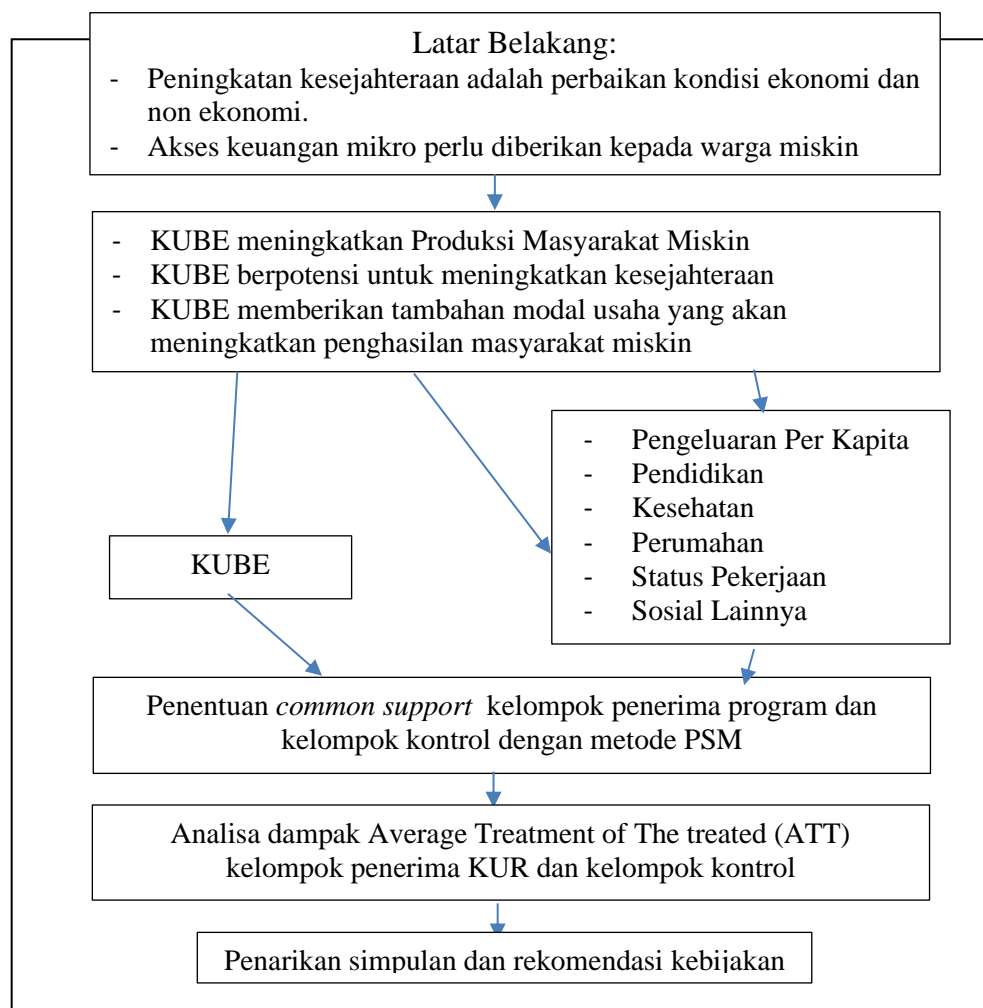 Latar Belakang:
- Peningkatan kesejahteraan adalah perbaikan kondisi ekonomi dan
non ekonomi.
- Akses keuangan mikro perlu diberikan kepada warga miskin
- KUBE meningkatkan Produksi Masyarakat Miskin
- KUBE berpotensi untuk meningkatkan kesejahteraan
- KUBE memberikan tambahan modal usaha yang akan
meningkatkan penghasilan masyarakat miskin
- Pengeluaran Per Kapita
- Pendidikan
- Kesehatan
- Perumahan
- Status Pekerjaan
- Sosial Lainnya
KUBE
Penentuan common support kelompok penerima program dan
kelompok kontrol dengan metode PSM
Analisa dampak Average Treatment of The treated (ATT)
kelompok penerima KUR dan kelompok kontrol
Penarikan simpulan dan rekomendasi kebijakan